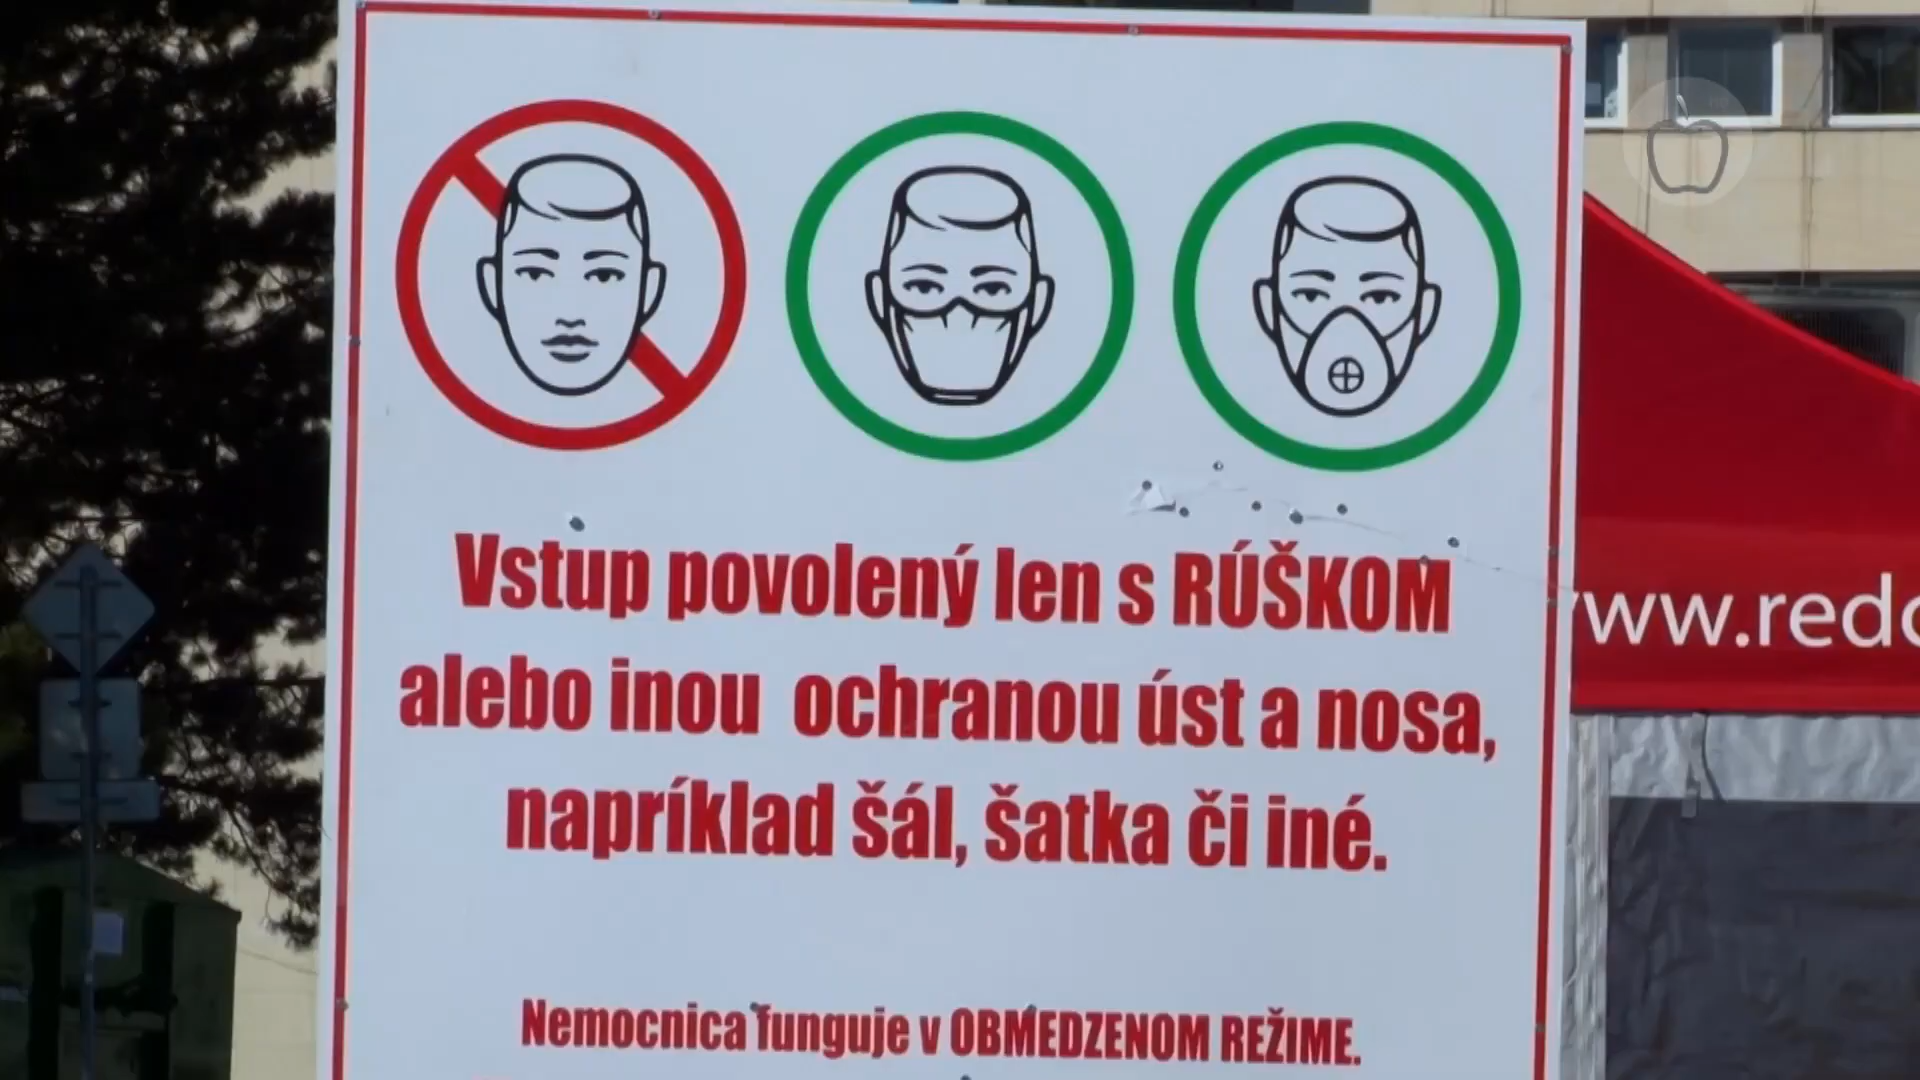 Vstup povolený len s RÚŠKOM
alebo inou ochranou úst a nosa,
napríklad šál, šatka či iné.
Nemocnica funguje v OBMEDZENOM REŽIME.
www.redo